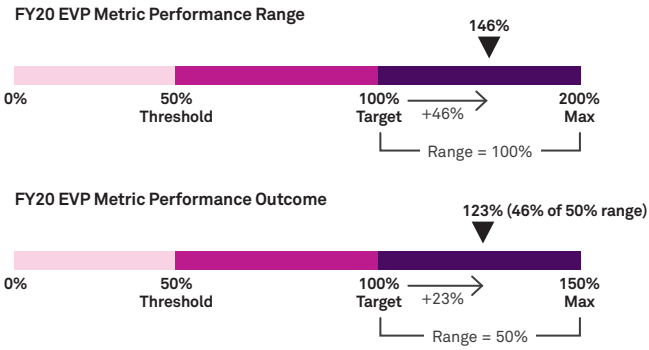 FY20 EVP Metric Performance Range
146%
0% 50% 100% 200%
Threshold Target +46% Max
Range = 100%
FY20 EVP Metric Performance Outcome
123% (46% of 50% range)
0% 50% 100% 150%
Threshold Target +23% Max
Range = 50%